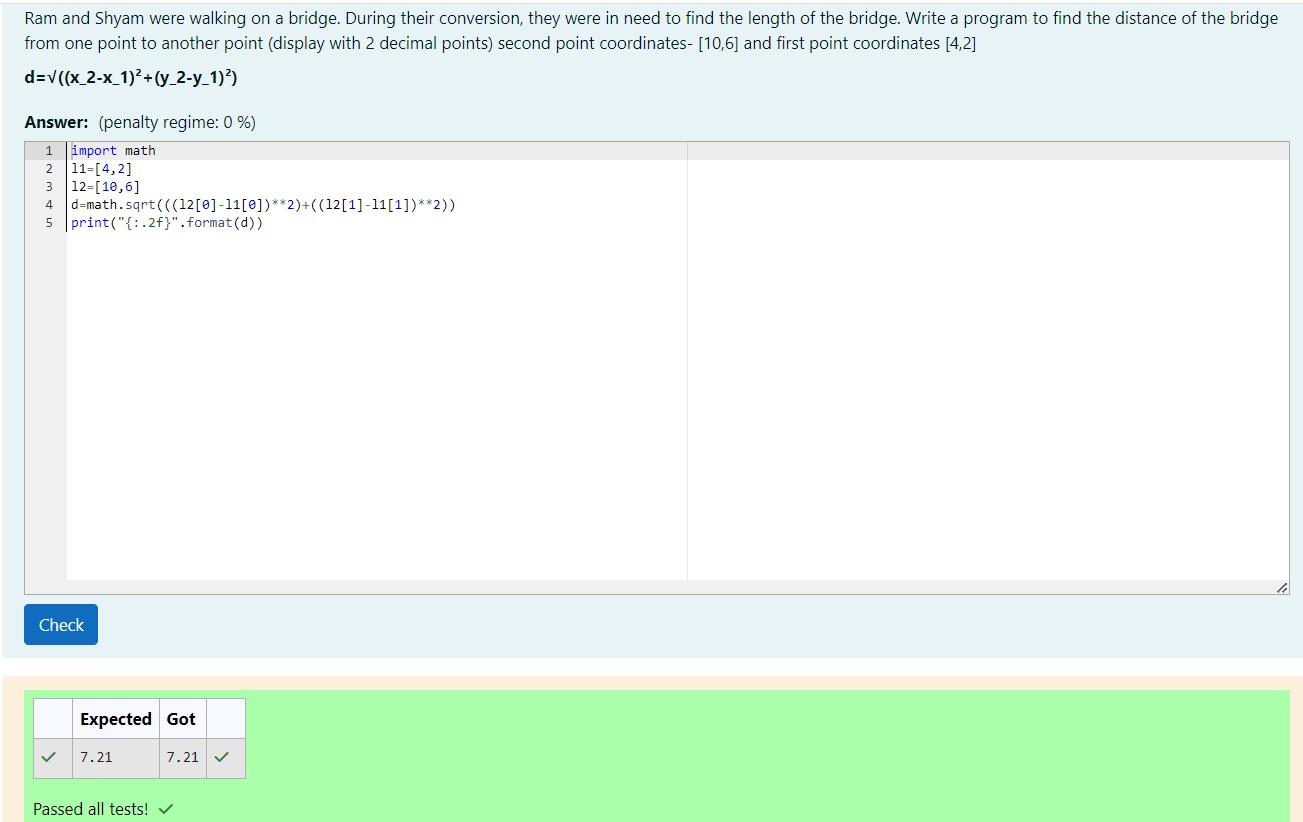 Ram and Shyam were walking on a bridge. During their conversion, they were in need to find the length of the bridge. Write a program to find the distance of the bridge
from one point to another point (display with 2 decimal points) second point coordinates- [10,6] and first point coordinates [4,2]
d=√((x_2-x_1)²+(y_2-y_1)²)
Answer: (penalty regime: 0 %)
1 import math
2 l1=[4,2]
3 l2=[10,6]
4 d=math.sqrt(((l2[0]-l1[0])**2)+((l2[1]-l1[1])**2))
5 print("{:.2f}".format(d))
Check
Expected Got
7.21 7.21
Passed all tests!